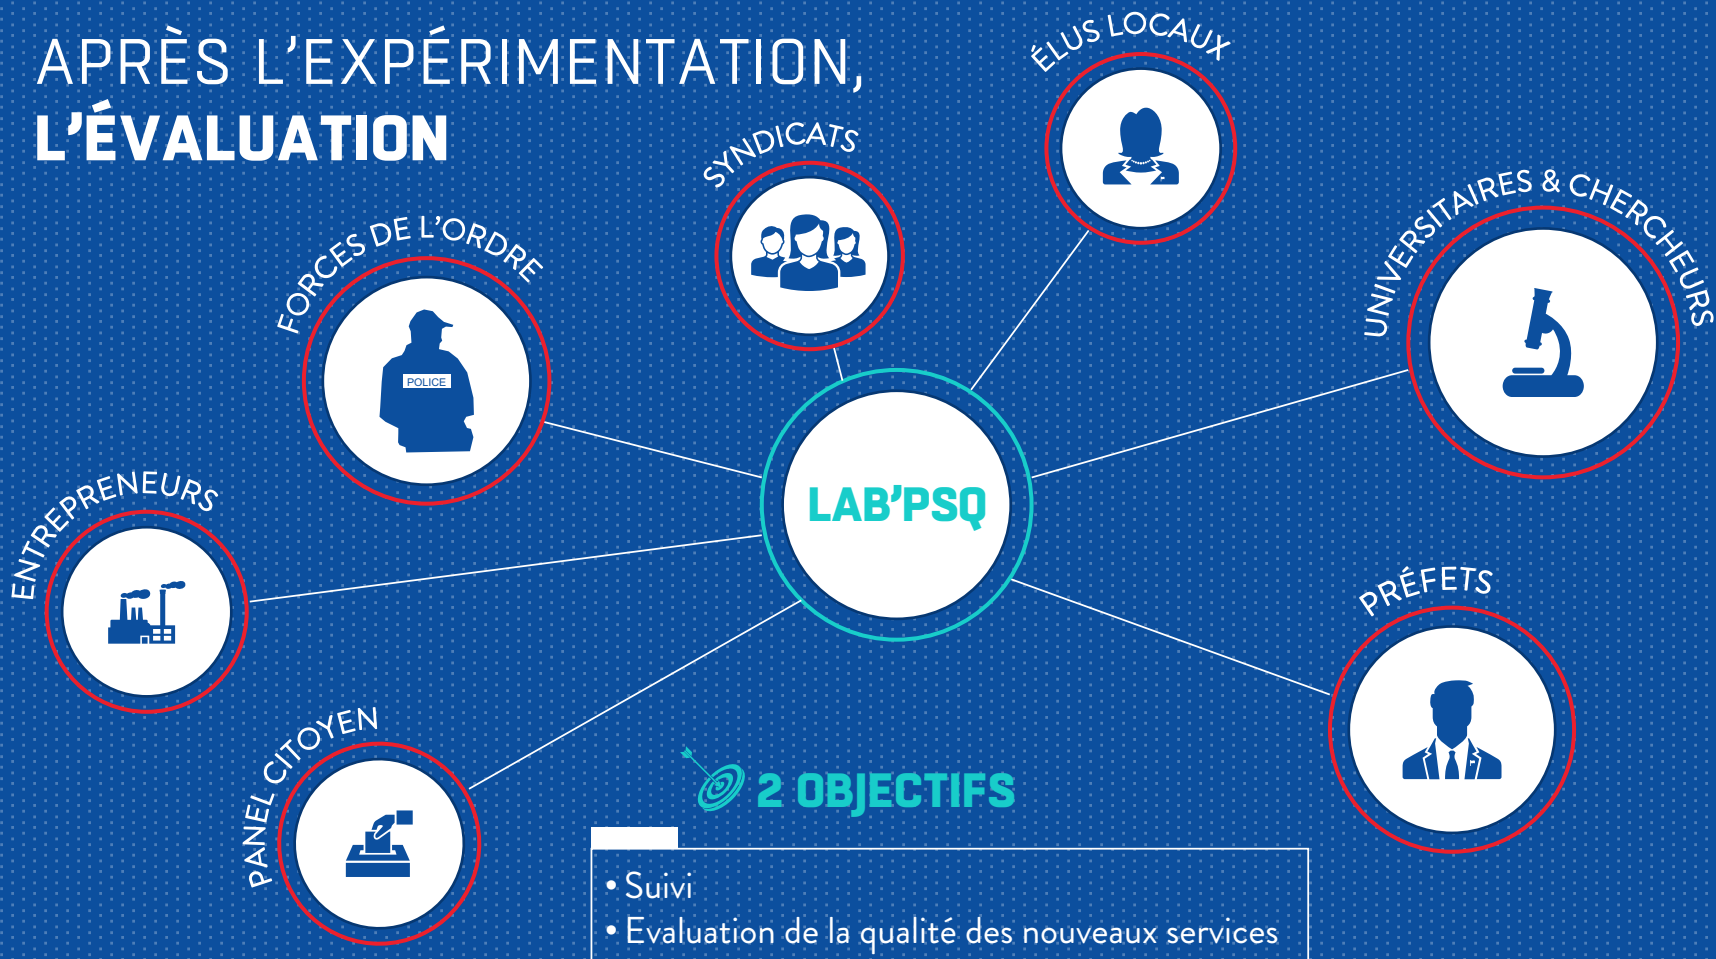 APRÈS L'EXPÉRIMENTATION,
L'ÉVALUATION
ÉLUS LOCAUX
SYNDICATS
UNIVERSITAIRES & CHERCHEURS
FORCES DE L'ORDRE
POLICE
ENTREPRENEURS
LAB'PSQ
PRÉFETS
PANEL CITOYEN
2 OBJECTIFS
• Suivi
• Evaluation de la qualité des nouveaux services